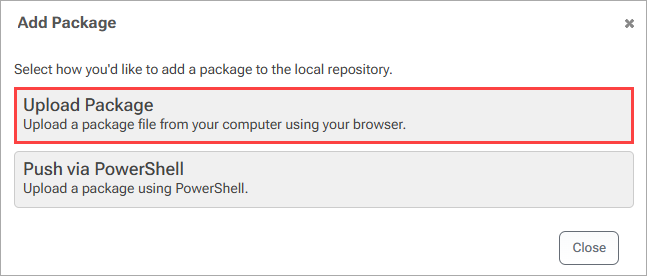 Add Package
Select how you'd like to add a package to the local repository.
Upload Package
Upload a package file from your computer using your browser.
Push via PowerShell
Upload a package using PowerShell.
Close